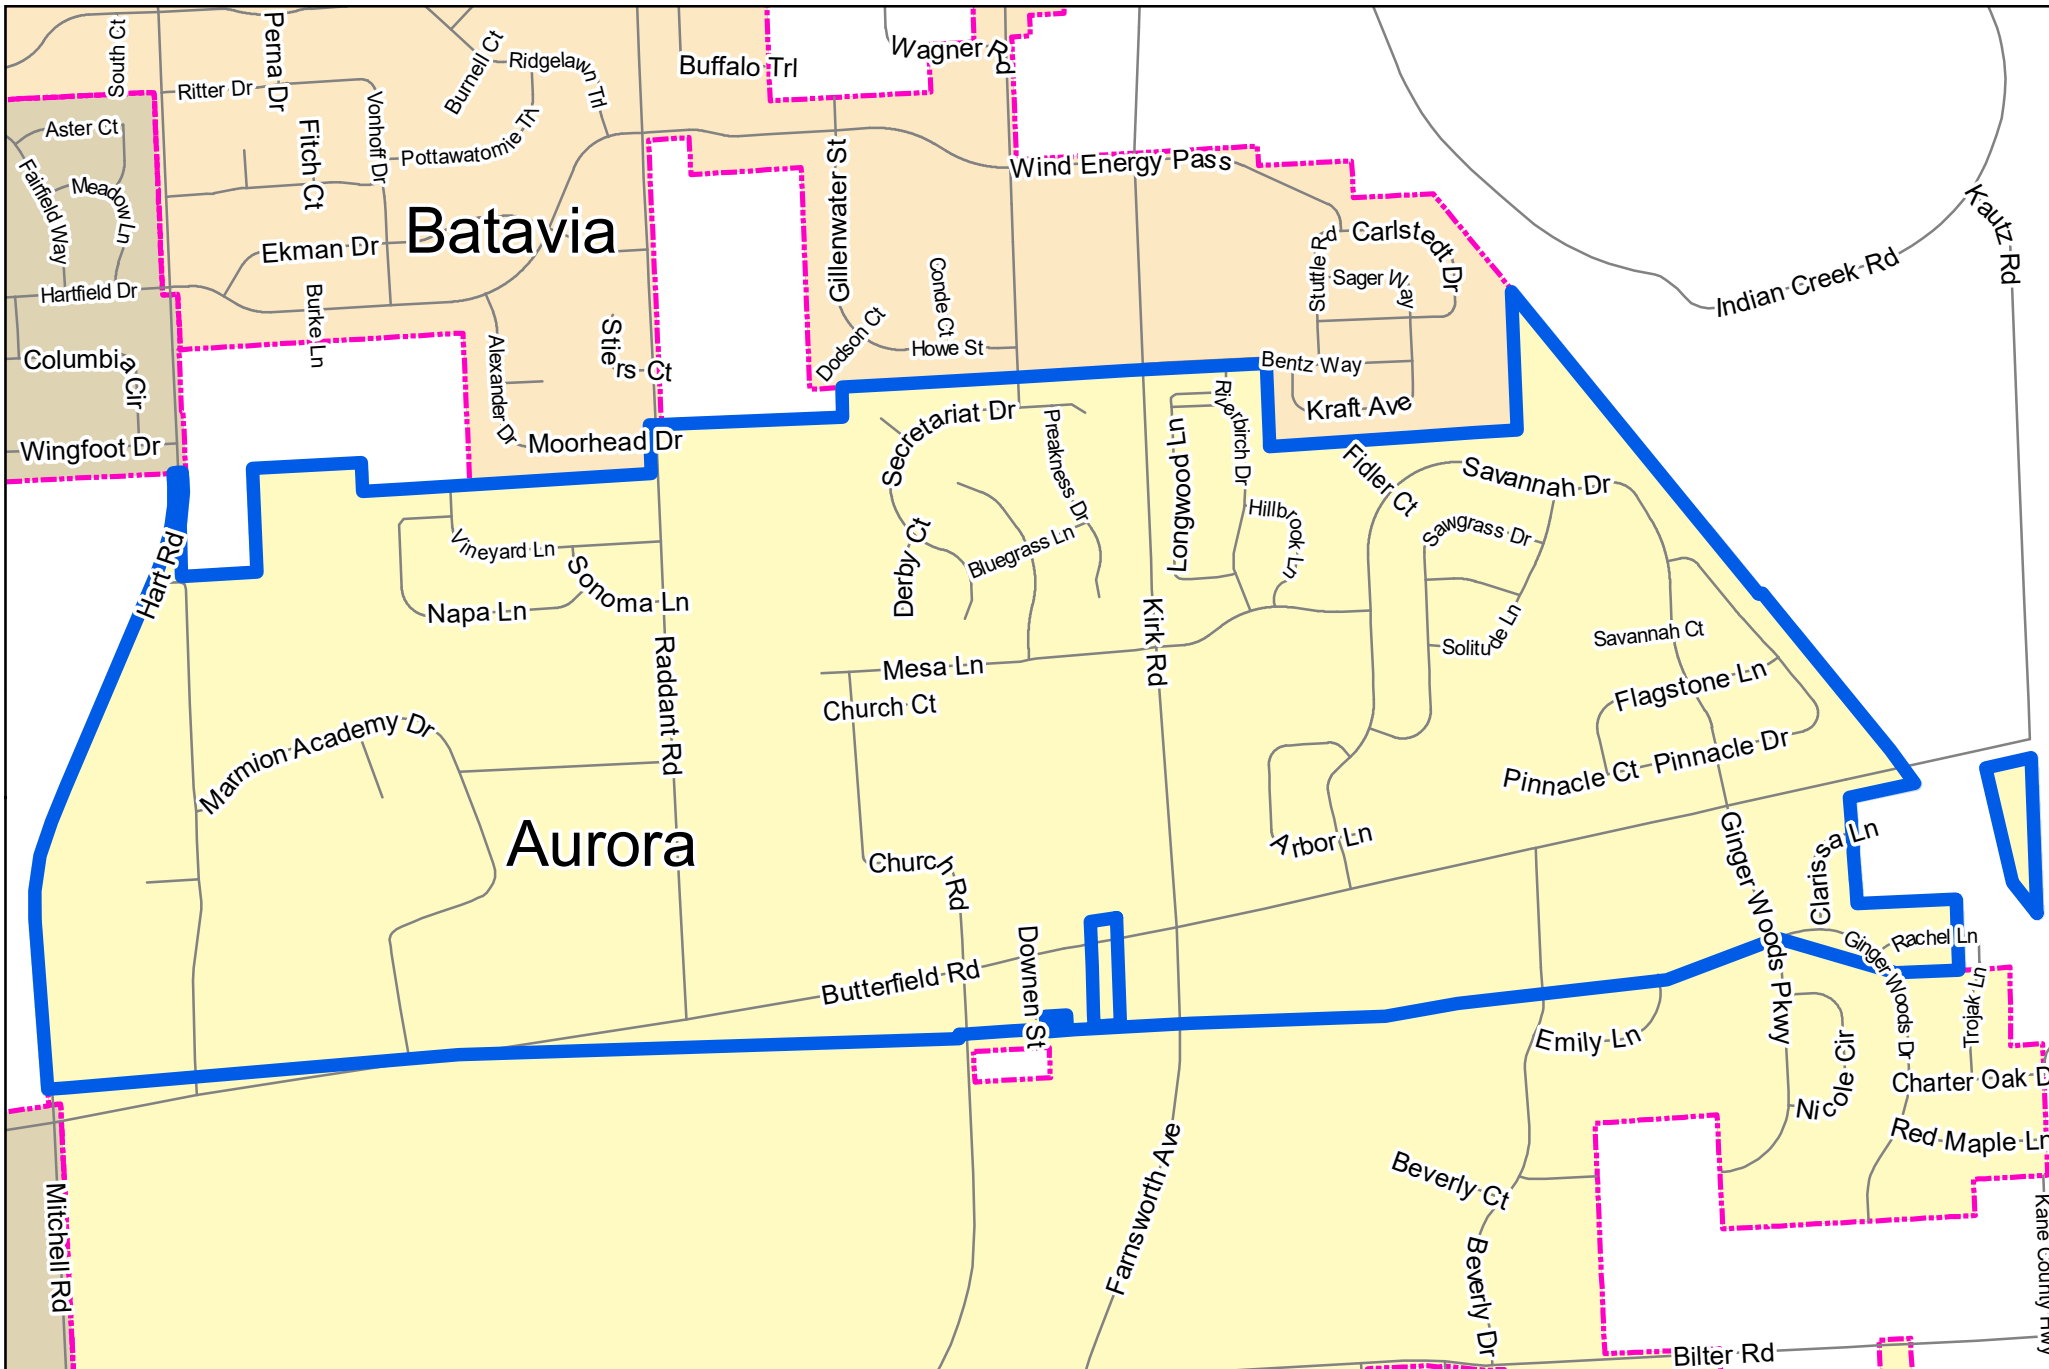 South Ct
Perna Dr
Burnell Ct
Ridgelawn Trl
Buffalo Trl
Wagner Rd
Ritter Dr
Vonhoff Dr
Aster Ct
Fitch Ct
Pottawatomie Trl
Gillenwater St
Wind Energy Pass
Fairfield Way
Meadow Ln
Batavia
Ekman Dr
Stuttle Rd
Carlstedt Dr
Kautz Rd
Sager Way
Indian Creek Rd
Hartfield Dr
Burke Ln
Conde Ct
Stiers Ct
Dodson Ct
Howe St
Columbia Cir
Alexander Dr
Bentz Way
Riverbirch Dr
Kraft Ave
Secretariat Dr
Preakness Dr
Wingfoot Dr
Moorhead Dr
Longwood Ln
Fidler Ct
Savannah Dr
Hart Rd
Vineyard Ln
Derby Ct
Bluegrass Ln
Hillbrook Ln
Sawgrass Dr
Sonoma Ln
Napa Ln
Kirk Rd
Solitude Ln
Savannah Ct
Raddant Rd
Mesa Ln
Flagstone Ln
Church Ct
Marmion Academy Dr
Pinnacle Ct
Pinnacle Dr
Aurora
Arbor Ln
Ginger Woods Pkwy
Clarissa Ln
Church Rd
Downen St
Butterfield Rd
Ginger Woods Dr
Rachel Ln
Trojak Ln
Emily Ln
Nicole Cir
Charter Oak D
Red Maple Ln
Farnsworth Ave
Beverly Ct
Mitchell Rd
Beverly Dr
Kane County Hwy
Bilter Rd